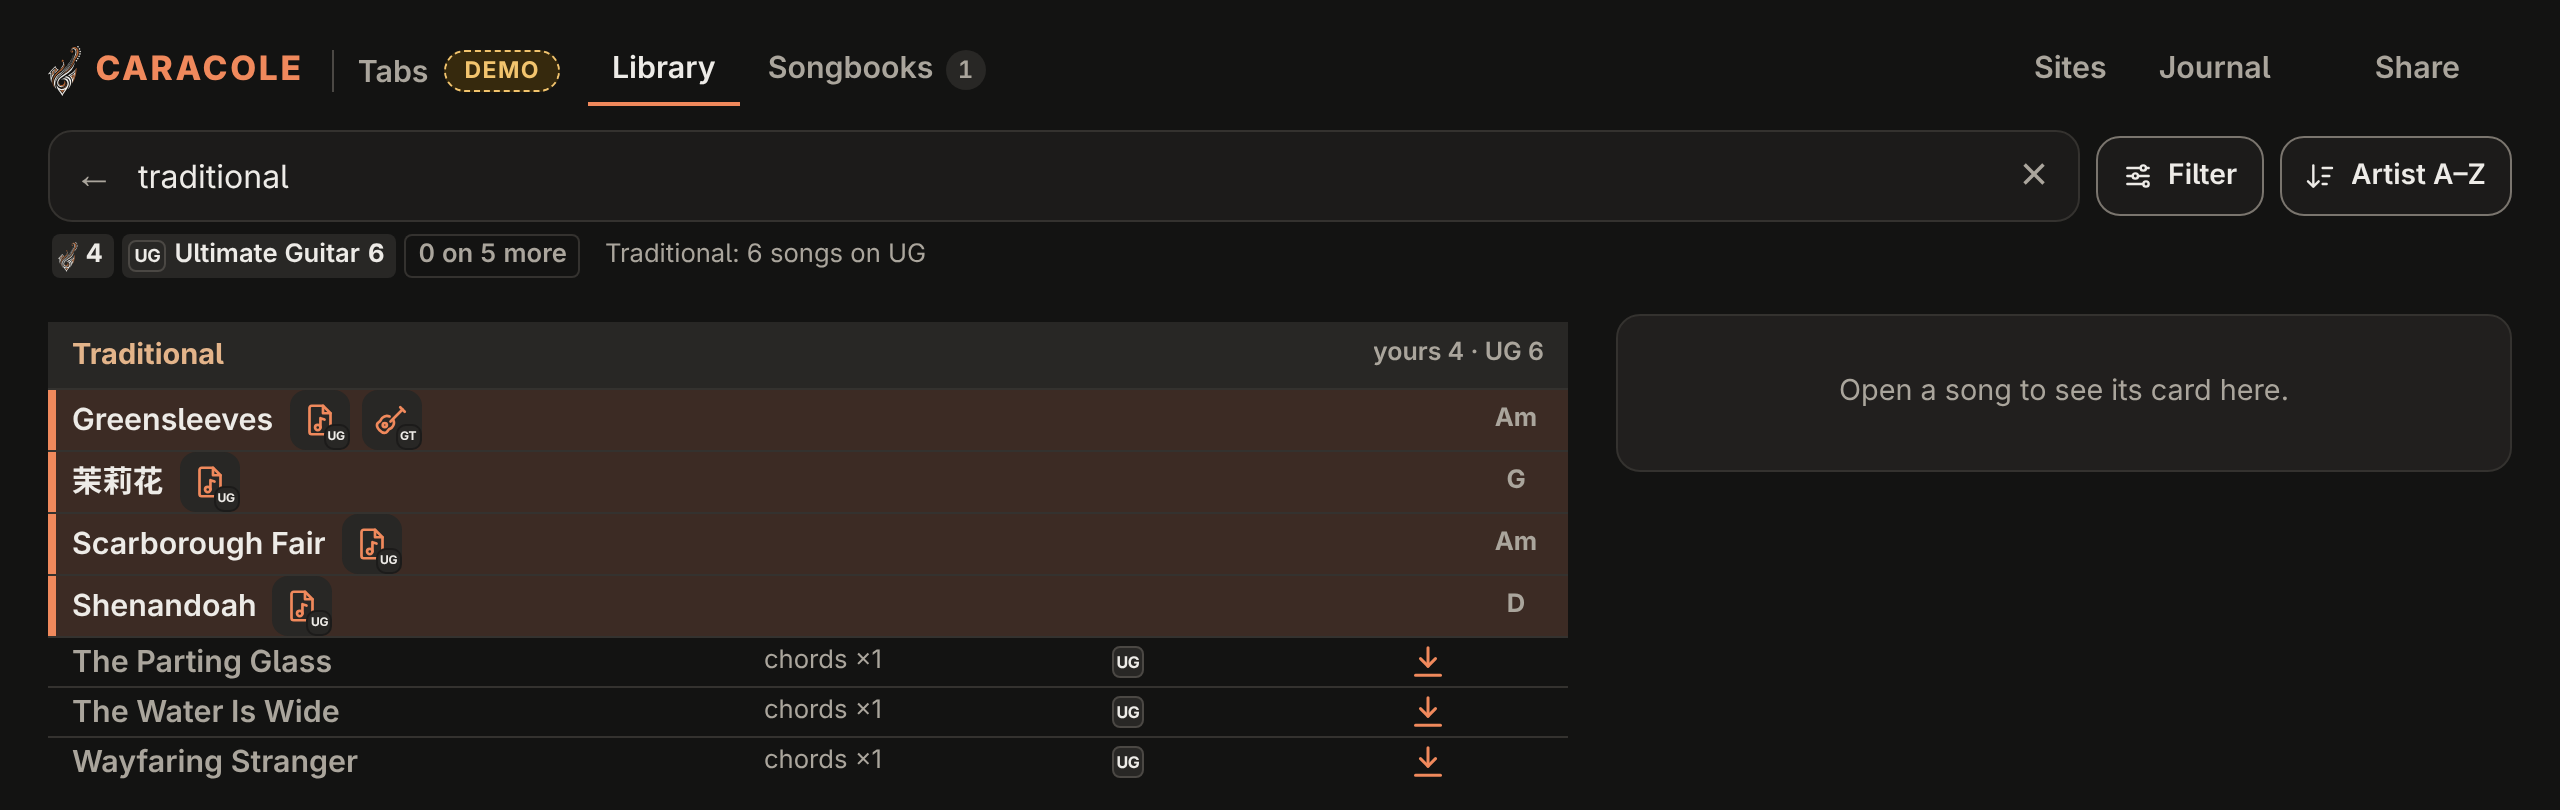 CARACOLE Tabs DEMO Library Songbooks 1 Sites Journal Share
← traditional ✕ Filter Artist A–Z
4 UG Ultimate Guitar 6 0 on 5 more Traditional: 6 songs on UG
Traditional yours 4 · UG 6
Greensleeves UG GT Am
茉莉花 UG G
Scarborough Fair UG Am
Shenandoah UG D
The Parting Glass chords ×1 UG
The Water Is Wide chords ×1 UG
Wayfaring Stranger chords ×1 UG
Open a song to see its card here.